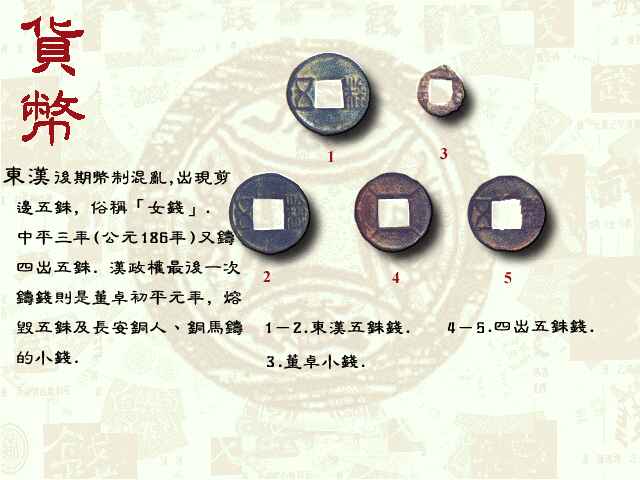 貨幣
東漢後期幣制混亂,出現剪
邊五銖，俗稱「女錢」.
中平三年(公元186年)又鑄
四出五銖．漢政權最後一次
鑄錢則是董卓初平元年，熔
毀五銖及長安銅人、銅馬鑄
的小錢．
1
3
2
4
5
1－2.東漢五銖錢．
4－5.四出五銖錢．
3.董卓小錢．